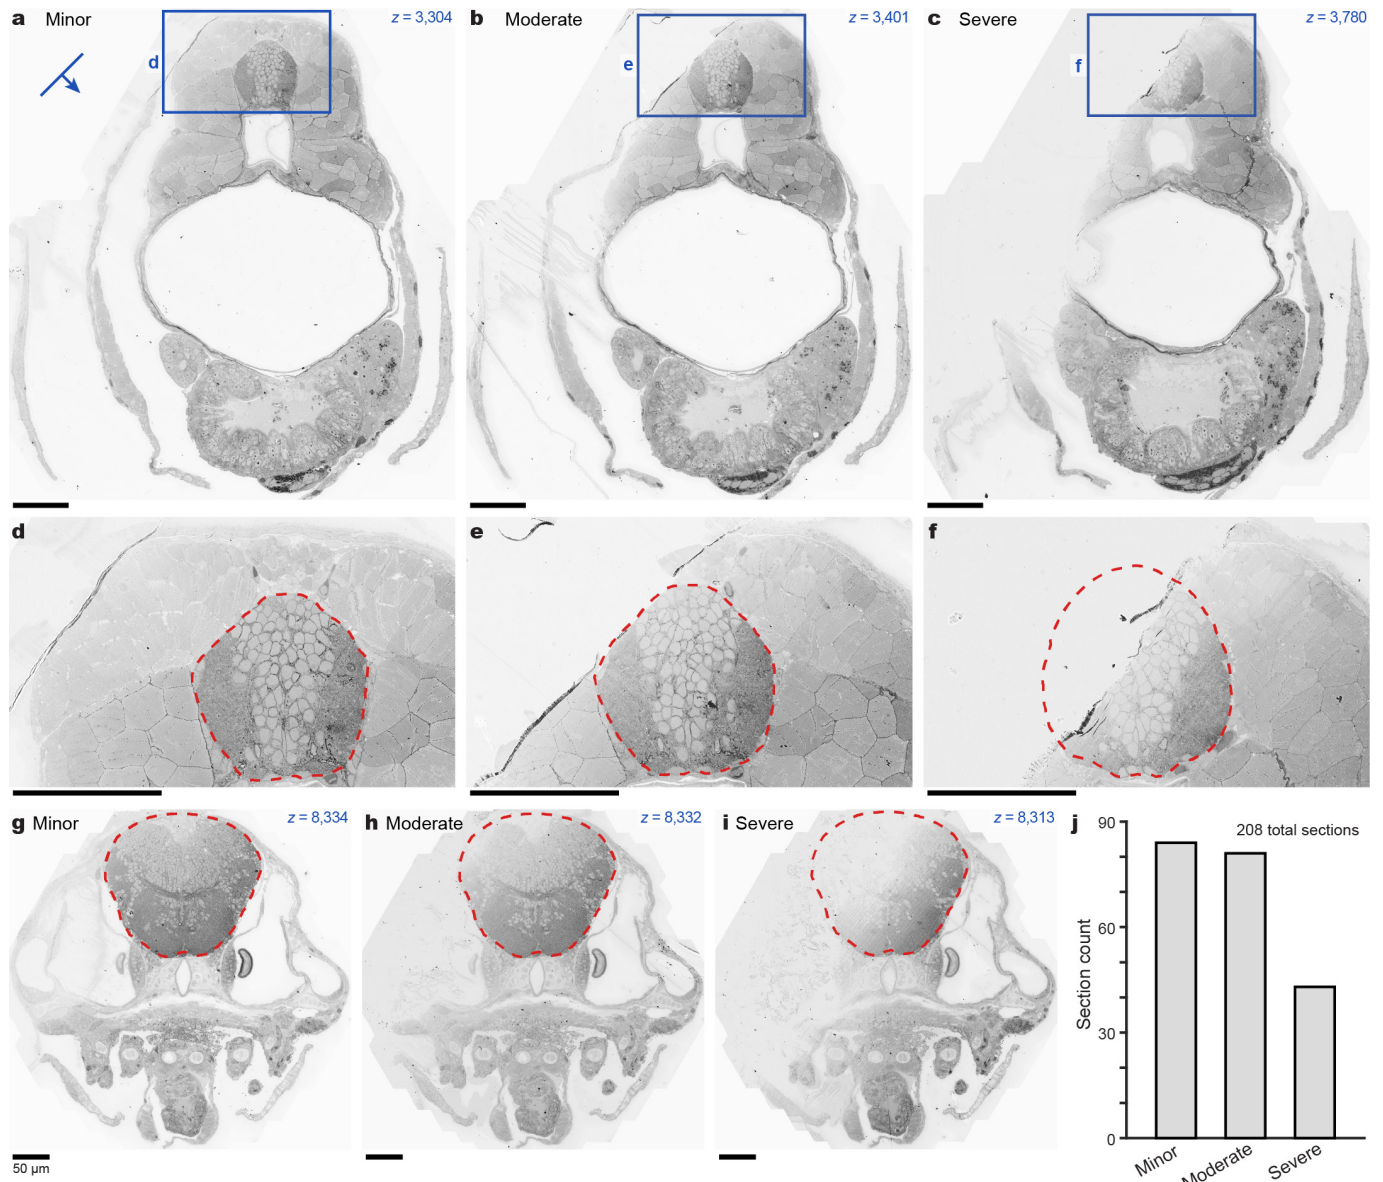 a Minor z = 3,304
b Moderate z = 3,401
c Severe z = 3,780
d
e
f
d
e
f
g Minor z = 8,334
h Moderate z = 8,332
i Severe z = 8,313
j
208 total sections
90
60
30
0
Section count
Minor
Moderate
Severe
50 µm